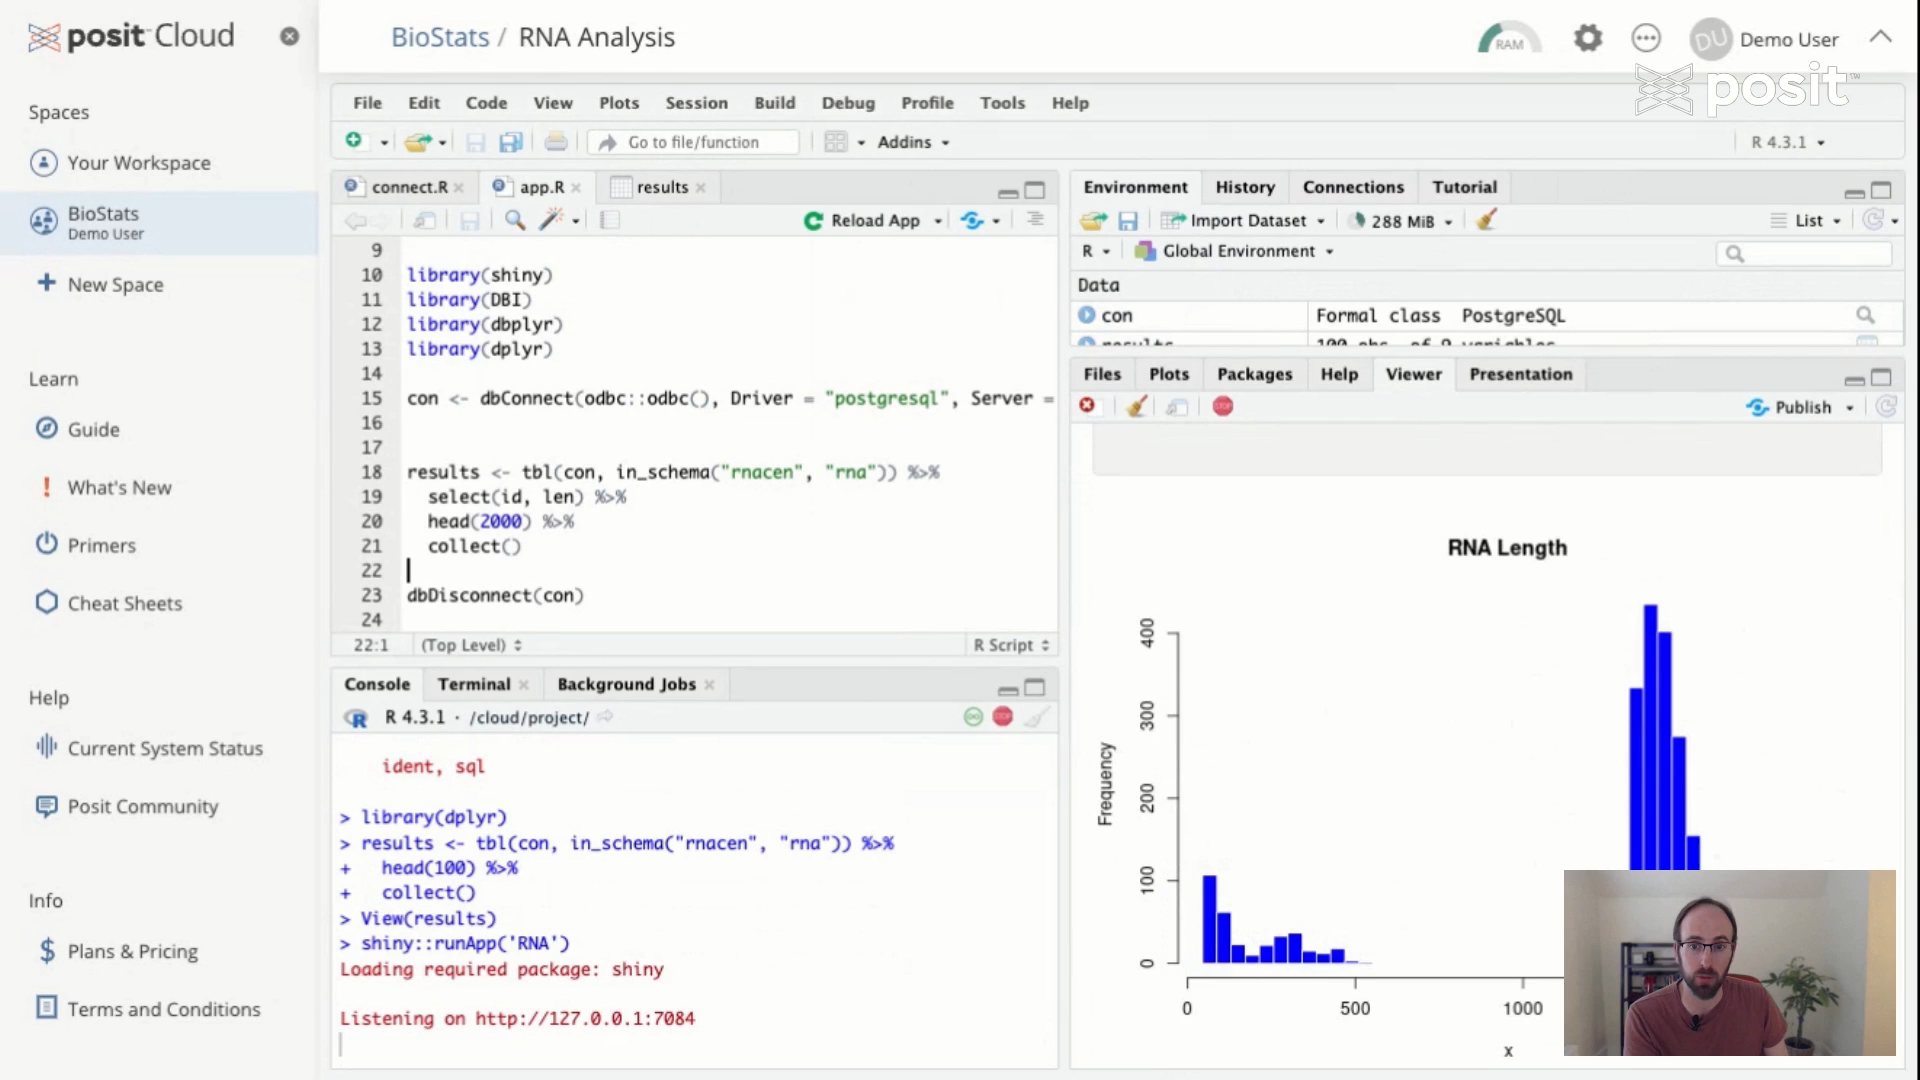 posit Cloud
BioStats / RNA Analysis
RAM
DU
Demo User
posit™
Spaces
Your Workspace
BioStats
Demo User
New Space
Learn
Guide
What's New
Primers
Cheat Sheets
Help
Current System Status
Posit Community
Info
Plans & Pricing
Terms and Conditions
File Edit Code View Plots Session Build Debug Profile Tools Help
Go to file/function
Addins
R 4.3.1
connect.R
app.R
results
Reload App
9
10 library(shiny)
11 library(DBI)
12 library(dbplyr)
13 library(dplyr)
14
15 con <- dbConnect(odbc::odbc(), Driver = "postgresql", Server =
16
17
18 results <- tbl(con, in_schema("rnacen", "rna")) %>%
19 select(id, len) %>%
20 head(2000) %>%
21 collect()
22
23 dbDisconnect(con)
24
22:1 (Top Level) R Script
Console Terminal Background Jobs
R 4.3.1 · /cloud/project/
STOP
ident, sql
> library(dplyr)
> results <- tbl(con, in_schema("rnacen", "rna")) %>%
+ head(100) %>%
+ collect()
> View(results)
> shiny::runApp('RNA')
Loading required package: shiny
Listening on http://127.0.0.1:7084
Environment History Connections Tutorial
Import Dataset 288 MiB List
R Global Environment
Data
con Formal class PostgreSQL
results 100 obs. of 9 variables
Files Plots Packages Help Viewer Presentation
STOP
Publish
RNA Length
Frequency
400
300
200
100
0
0 500 1000
x